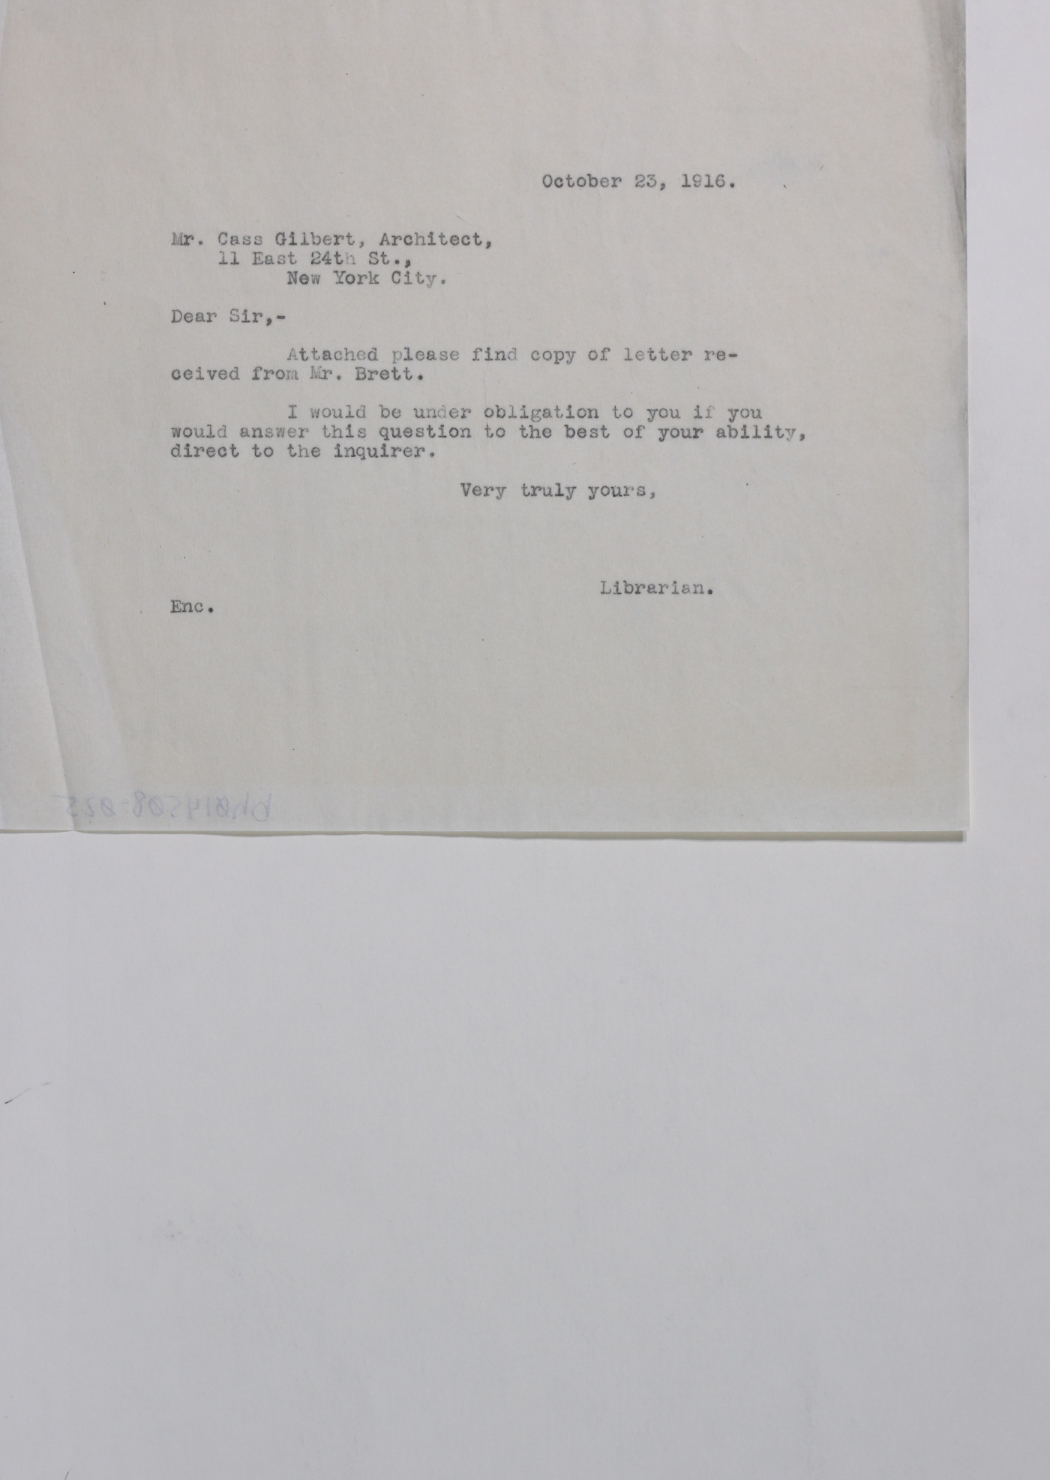 October 23, 1916.
Mr. Cass Gilbert, Architect,
11 East 24th St.,
New York City.
Dear Sir,-
Attached please find copy of letter re-
ceived from Mr. Brett.
I would be under obligation to you if you
would answer this question to the best of your ability,
direct to the inquirer.
Very truly yours,
Librarian.
Enc.